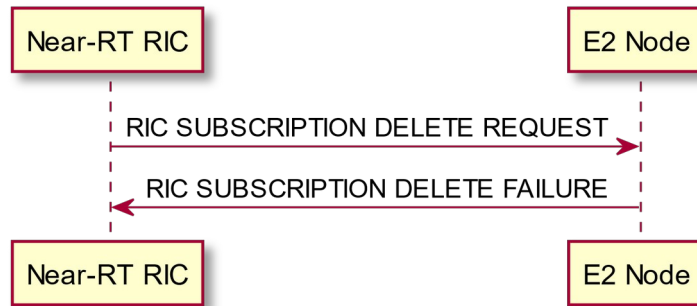 Near-RT RIC
E2 Node
RIC SUBSCRIPTION DELETE REQUEST
RIC SUBSCRIPTION DELETE FAILURE
Near-RT RIC
E2 Node